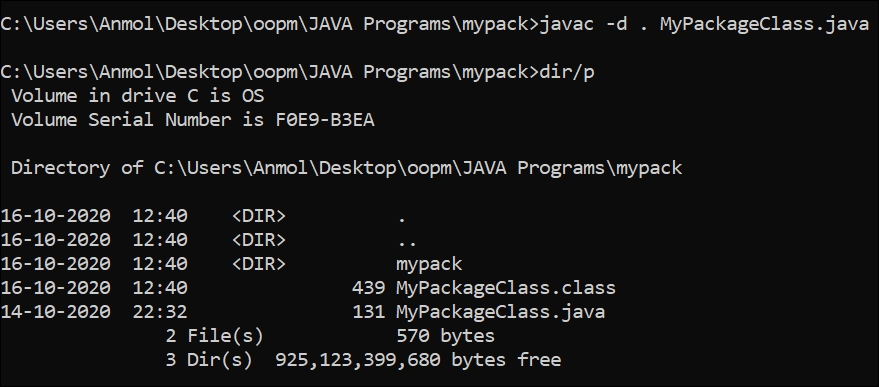 C:\Users\Anmol\Desktop\oopm\JAVA Programs\mypack>javac -d . MyPackageClass.java
C:\Users\Anmol\Desktop\oopm\JAVA Programs\mypack>dir/p
Volume in drive C is OS
Volume Serial Number is F0E9-B3EA
Directory of C:\Users\Anmol\Desktop\oopm\JAVA Programs\mypack
16-10-2020  12:40    <DIR>          .
16-10-2020  12:40    <DIR>          ..
16-10-2020  12:40    <DIR>          mypack
16-10-2020  12:40               439 MyPackageClass.class
14-10-2020  22:32               131 MyPackageClass.java
2 File(s)            570 bytes
3 Dir(s)  925,123,399,680 bytes free